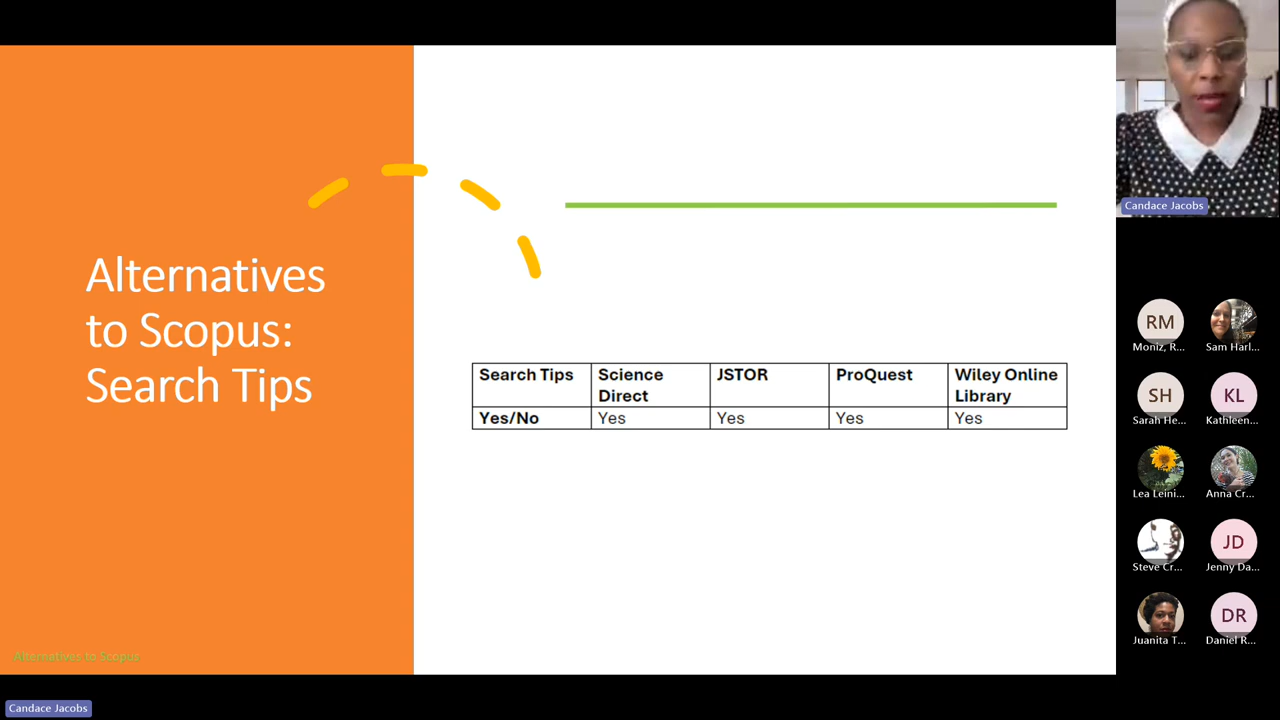 Alternatives
to Scopus:
Search Tips
Search Tips
Science
Direct
JSTOR
ProQuest
Wiley Online
Library
Yes/No
Yes
Yes
Yes
Yes
Alternatives to Scopus
Candace Jacobs
Candace Jacobs
RM
Moniz, R...
Sam Harl...
SH
Sarah He...
KL
Kathleen...
Lea Leini...
Anna Cr...
Steve Cr...
JD
Jenny Da...
Juanita T...
DR
Daniel R...